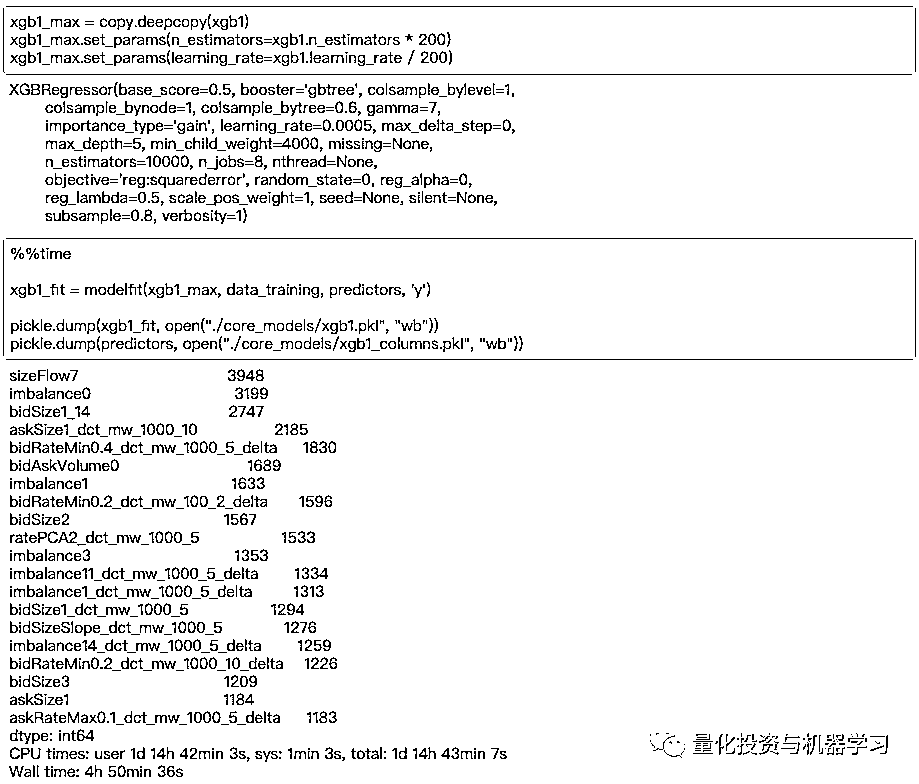 xgb1_max = copy.deepcopy(xgb1)
xgb1_max.set_params(n_estimators=xgb1.n_estimators * 200)
xgb1_max.set_params(learning_rate=xgb1.learning_rate / 200)
XGBRegressor(base_score=0.5, booster='gbtree', colsample_bylevel=1,
colsample_bynode=1, colsample_bytree=0.6, gamma=7,
importance_type='gain', learning_rate=0.0005, max_delta_step=0,
max_depth=5, min_child_weight=4000, missing=None,
n_estimators=10000, n_jobs=8, nthread=None,
objective='reg:squarederror', random_state=0, reg_alpha=0,
reg_lambda=0.5, scale_pos_weight=1, seed=None, silent=None,
subsample=0.8, verbosity=1)
%%time
xgb1_fit = modelfit(xgb1_max, data_training, predictors, 'y')
pickle.dump(xgb1_fit, open("./core_models/xgb1.pkl", "wb"))
pickle.dump(predictors, open("./core_models/xgb1_columns.pkl", "wb"))
sizeFlow7 3948
imbalance0 3199
bidSize1_14 2747
askSize1_dct_mw_1000_10 2185
bidRateMin0.4_dct_mw_1000_5_delta 1830
bidAskVolume0 1689
imbalance1 1633
bidRateMin0.2_dct_mw_100_2_delta 1596
bidSize2 1567
ratePCA2_dct_mw_1000_5 1533
imbalance3 1353
imbalance11_dct_mw_1000_5_delta 1334
imbalance1_dct_mw_1000_5_delta 1313
bidSize1_dct_mw_1000_5 1294
bidSizeSlope_dct_mw_1000_5 1276
imbalance14_dct_mw_1000_5_delta 1259
bidRateMin0.2_dct_mw_1000_10_delta 1226
bidSize3 1209
askSize1 1184
askRateMax0.1_dct_mw_1000_5_delta 1183
dtype: int64
CPU times: user 1d 14h 42min 3s, sys: 1min 3s, total: 1d 14h 43min 7s
Wall time: 4h 50min 36s
量化投资与机器学习